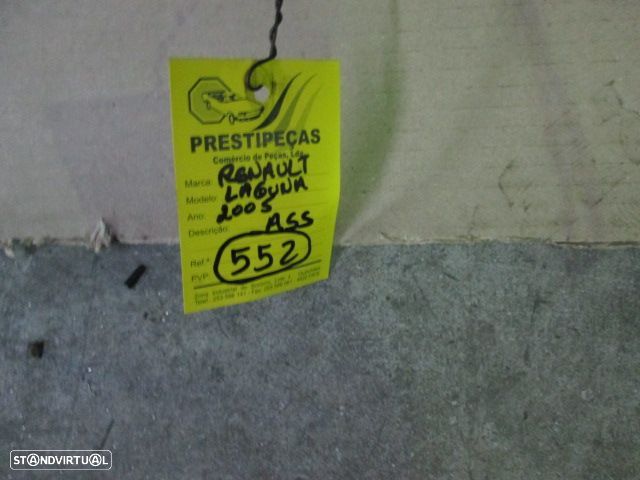 PRESTIPEÇAS
Comércio de Peças, Lda
Marca: RENAULT
Modelo: LAGUNA
Ano: 2005
Descrição: ASS
Ref.ª
PVP 552
STANDVIRTUAL